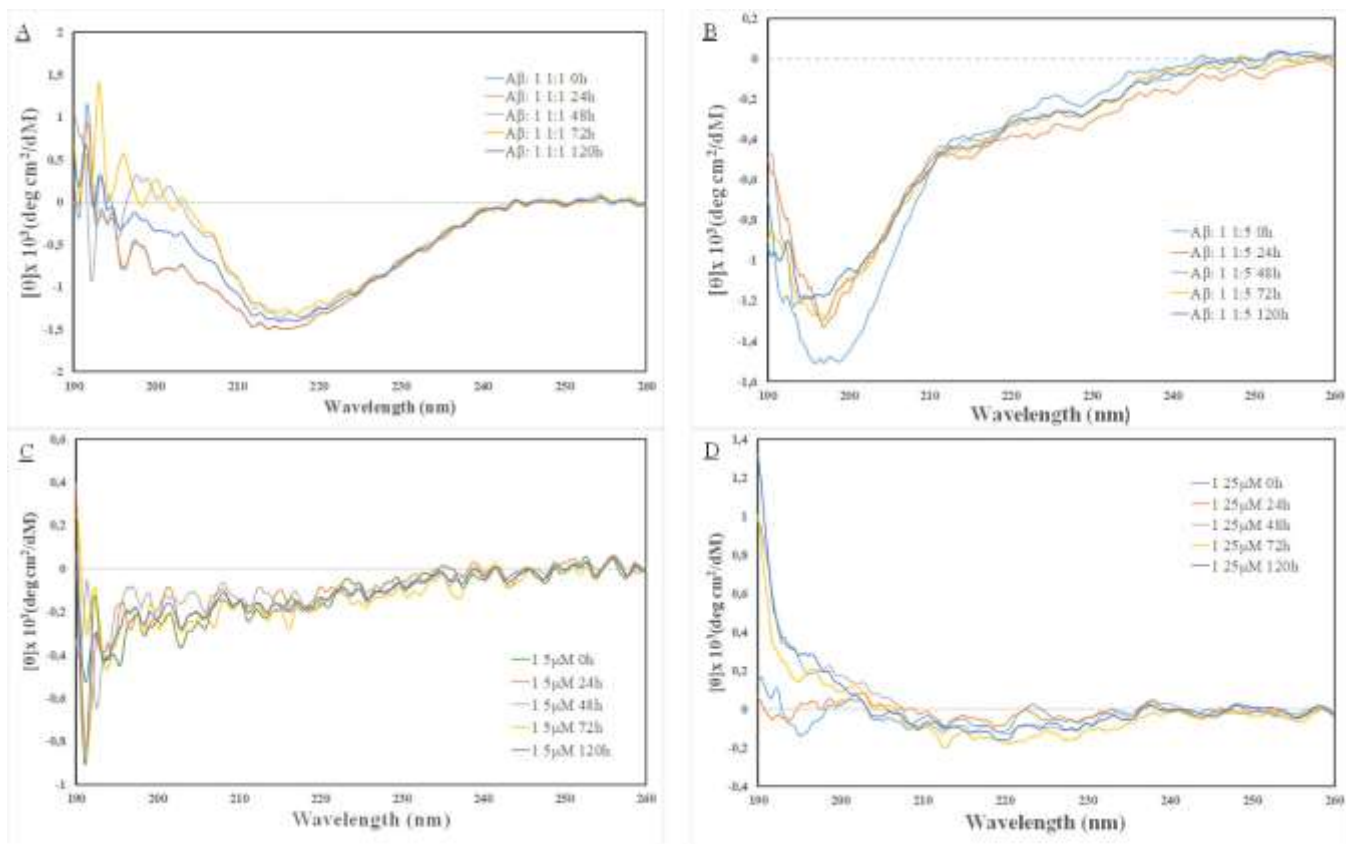 A
2
1,5
1
0,5
0
-0,5
-1
-1,5
-2
[θ]x 10³(deg cm²/dM)
Aβ: 1 1:1 0h
Aβ: 1 1:1 24h
Aβ: 1 1:1 48h
Aβ: 1 1:1 72h
Aβ: 1 1:1 120h
190 200 210 220 230 240 250 260
Wavelength (nm)
B
0,2
0
-0,2
-0,4
-0,6
-0,8
-1
-1,2
-1,4
-1,6
[θ]x 10³(deg cm²/dM)
Aβ: 1 1:5 0h
Aβ: 1 1:5 24h
Aβ: 1 1:5 48h
Aβ: 1 1:5 72h
Aβ: 1 1:5 120h
190 200 210 220 230 240 250 260
Wavelength (nm)
C
0,6
0,4
0,2
0
-0,2
-0,4
-0,6
-0,8
-1
[θ]x 10³(deg cm²/dM)
1 5μM 0h
1 5μM 24h
1 5μM 48h
1 5μM 72h
1 5μM 120h
190 200 210 220 230 240 250 260
Wavelength (nm)
D
1,4
1,2
1
0,8
0,6
0,4
0,2
0
-0,2
-0,4
[θ]x 10³(deg cm²/dM)
1 25μM 0h
1 25μM 24h
1 25μM 48h
1 25μM 72h
1 25μM 120h
190 200 210 220 230 240 250 260
Wavelength (nm)